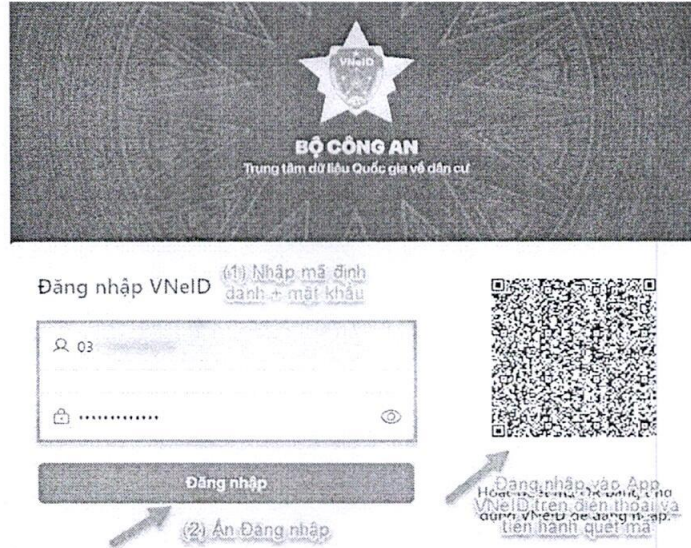 VNeID
BỘ CÔNG AN
Trung tâm dữ liệu Quốc gia về dân cư
Đăng nhập VNeID
(1) Nhập mã định
danh + mật khẩu
03
Đăng nhập
(2) Ấn Đăng nhập
Đăng nhập vào App
VNeID trên điện thoại và
tiến hành quét mã